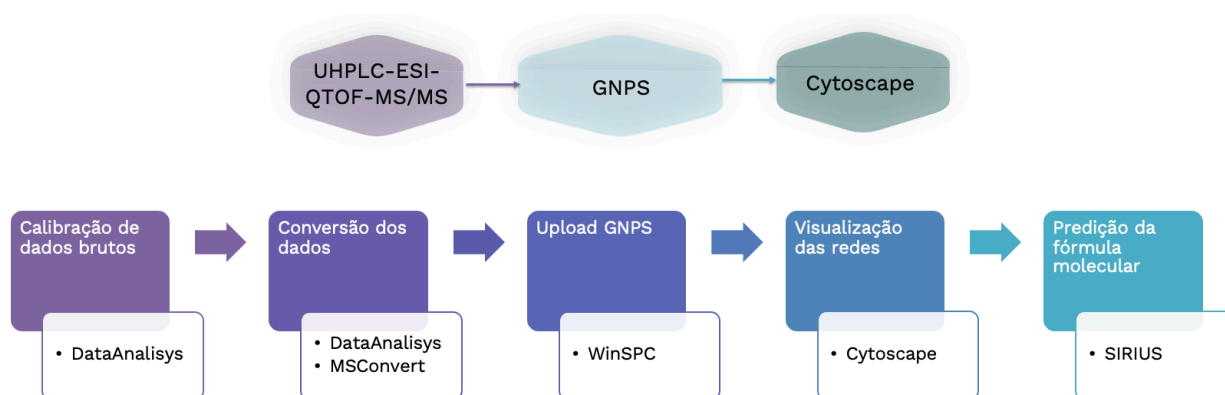 UHPLC-ESI-
QTOF-MS/MS
GNPS
Cytoscape
Calibração de
dados brutos
• DataAnalisys
Conversão dos
dados
• DataAnalisys
• MSConvert
Upload GNPS
• WinSPC
Visualização
das redes
• Cytoscape
Predição da
fórmula
molecular
• SIRIUS